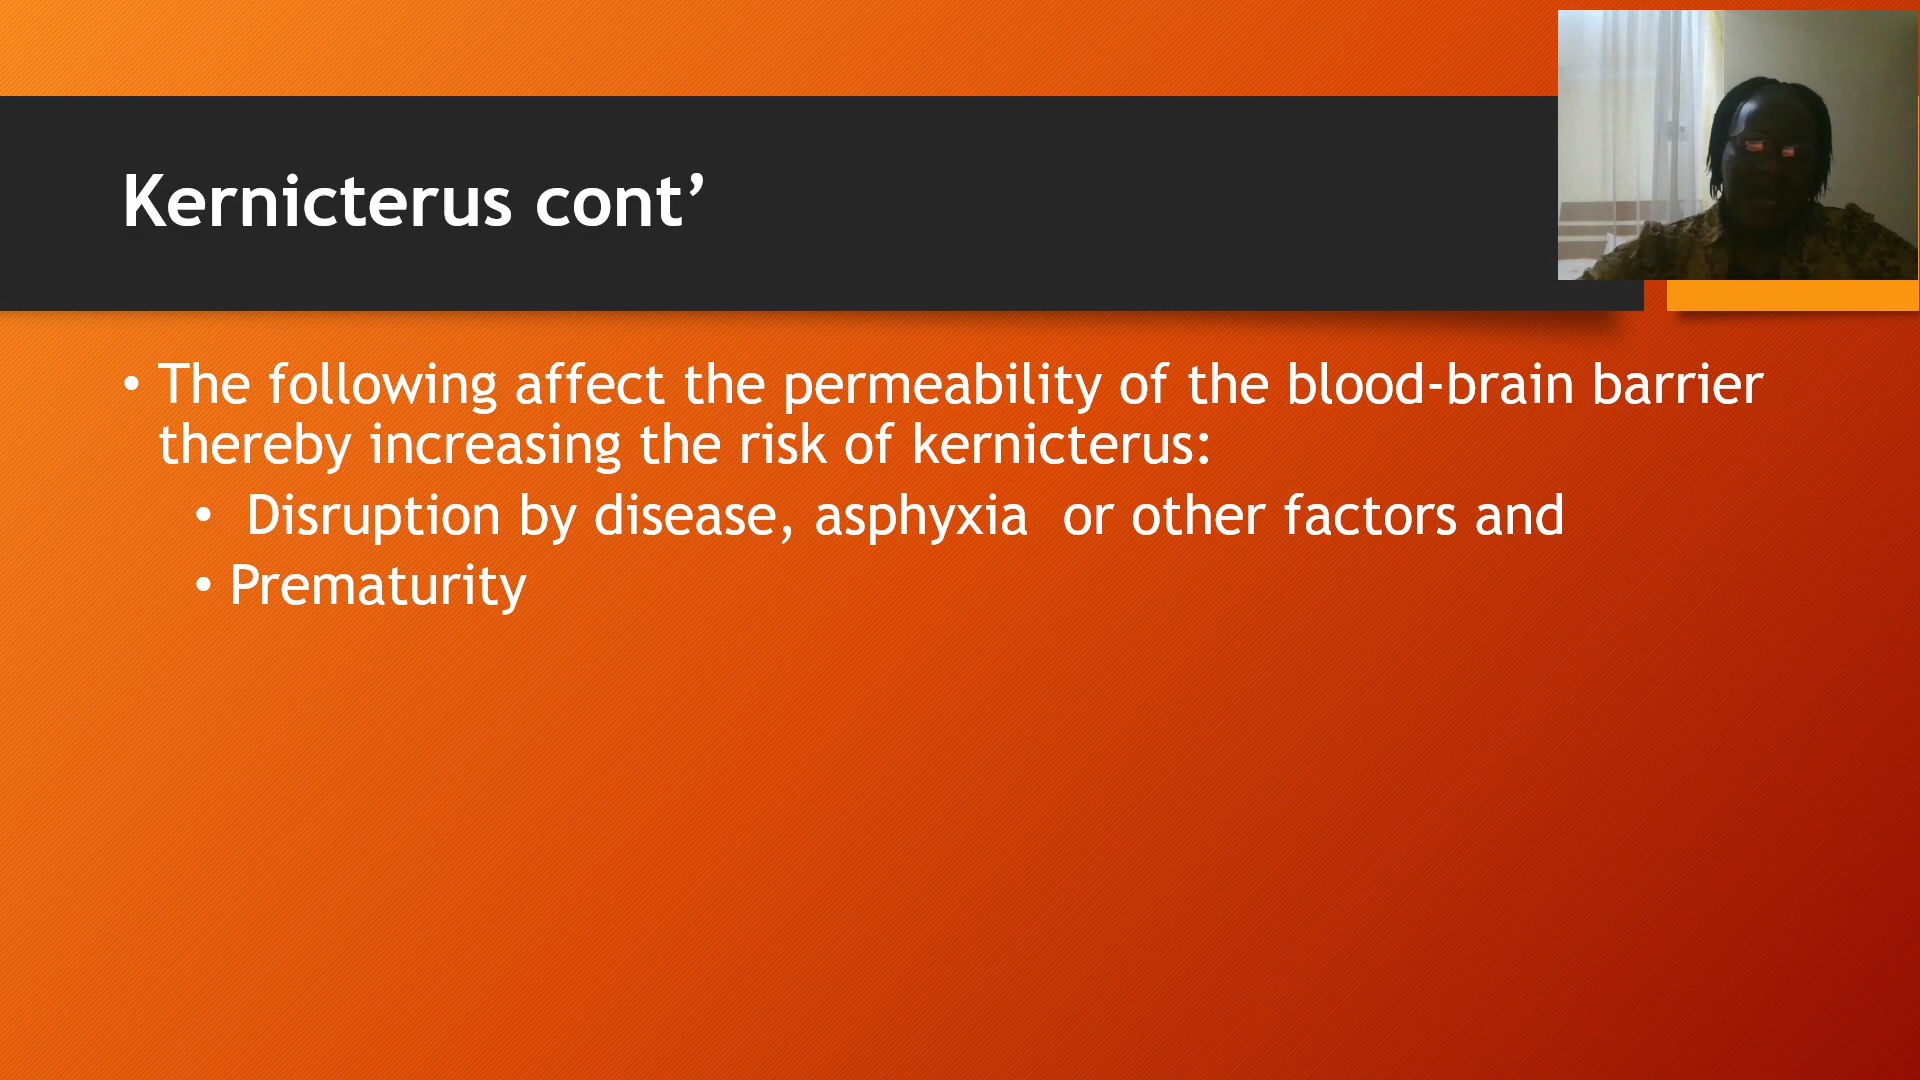 Kernicterus cont’
• The following affect the permeability of the blood-brain barrier
thereby increasing the risk of kernicterus:
• Disruption by disease, asphyxia  or other factors and
• Prematurity